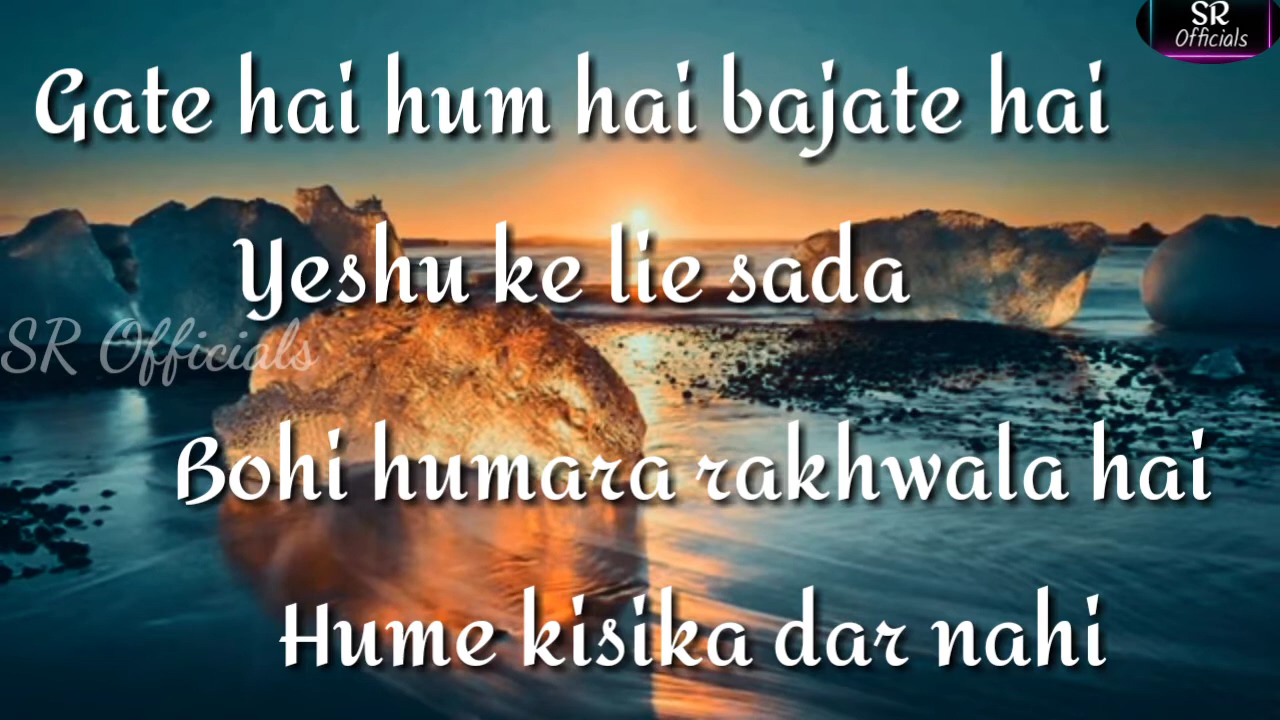 SR
Officials
Gate hai hum hai bajate hai
Yeshu ke lie sada
SR Officials
Bohi humara rakhwala hai
Hume kisika dar nahi